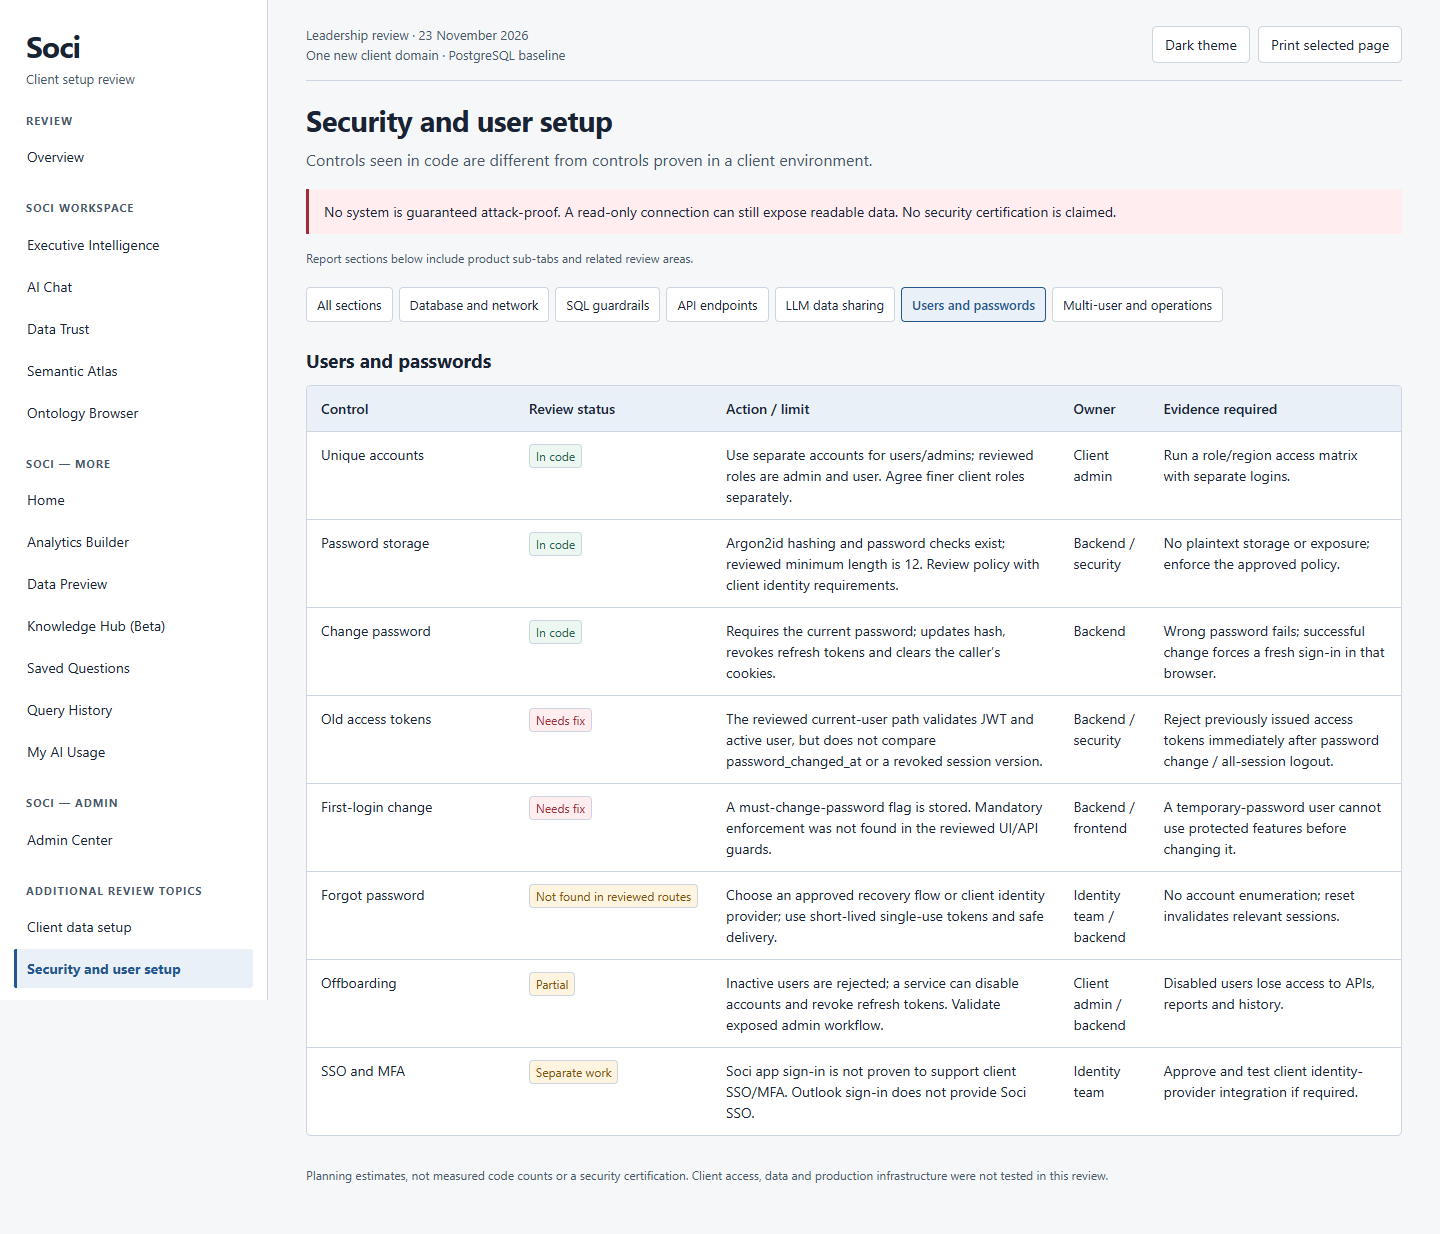 Soci
Client setup review
REVIEW
Overview
SOCI WORKSPACE
Executive Intelligence
AI Chat
Data Trust
Semantic Atlas
Ontology Browser
SOCI — MORE
Home
Analytics Builder
Data Preview
Knowledge Hub (Beta)
Saved Questions
Query History
My AI Usage
SOCI — ADMIN
Admin Center
ADDITIONAL REVIEW TOPICS
Client data setup
Security and user setup
Leadership review · 23 November 2026
One new client domain · PostgreSQL baseline
Dark theme
Print selected page
Security and user setup
Controls seen in code are different from controls proven in a client environment.
No system is guaranteed attack-proof. A read-only connection can still expose readable data. No security certification is claimed.
Report sections below include product sub-tabs and related review areas.
All sections
Database and network
SQL guardrails
API endpoints
LLM data sharing
Users and passwords
Multi-user and operations
Users and passwords
Control
Review status
Action / limit
Owner
Evidence required
Unique accounts
In code
Use separate accounts for users/admins; reviewed
roles are admin and user. Agree finer client roles
separately.
Client
admin
Run a role/region access matrix
with separate logins.
Password storage
In code
Argon2id hashing and password checks exist;
reviewed minimum length is 12. Review policy with
client identity requirements.
Backend /
security
No plaintext storage or exposure;
enforce the approved policy.
Change password
In code
Requires the current password; updates hash,
revokes refresh tokens and clears the caller's
cookies.
Backend
Wrong password fails; successful
change forces a fresh sign-in in that
browser.
Old access tokens
Needs fix
The reviewed current-user path validates JWT and
active user, but does not compare
password_changed_at or a revoked session version.
Backend /
security
Reject previously issued access
tokens immediately after password
change / all-session logout.
First-login change
Needs fix
A must-change-password flag is stored. Mandatory
enforcement was not found in the reviewed UI/API
guards.
Backend /
frontend
A temporary-password user cannot
use protected features before
changing it.
Forgot password
Not found in reviewed routes
Choose an approved recovery flow or client identity
provider; use short-lived single-use tokens and safe
delivery.
Identity
team /
backend
No account enumeration; reset
invalidates relevant sessions.
Offboarding
Partial
Inactive users are rejected; a service can disable
accounts and revoke refresh tokens. Validate
exposed admin workflow.
Client
admin /
backend
Disabled users lose access to APIs,
reports and history.
SSO and MFA
Separate work
Soci app sign-in is not proven to support client
SSO/MFA. Outlook sign-in does not provide Soci
SSO.
Identity
team
Approve and test client identity-
provider integration if required.
Planning estimates, not measured code counts or a security certification. Client access, data and production infrastructure were not tested in this review.